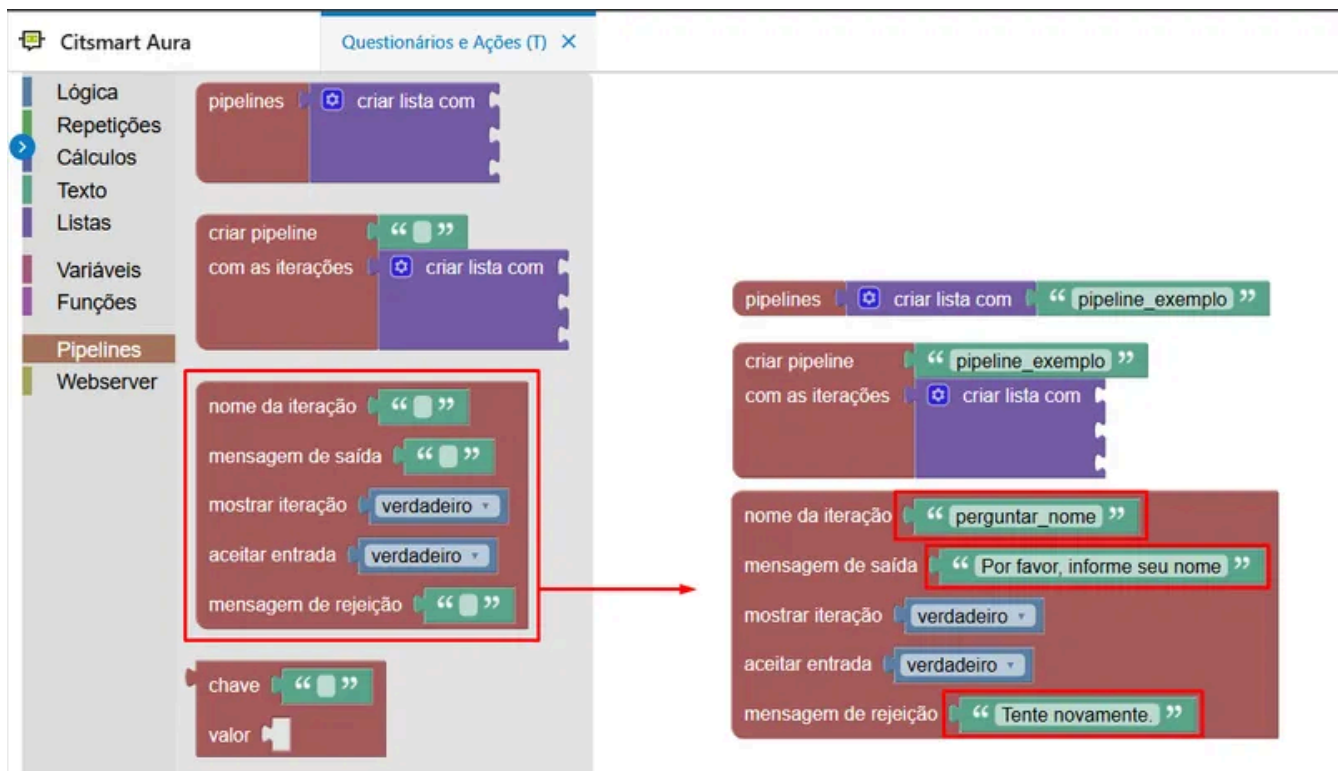 Citsmart Aura
Questionários e Ações (T) ×
Lógica
Repetições
Cálculos
Texto
Listas
Variáveis
Funções
Pipelines
Webserver
pipelines criar lista com
criar pipeline “ ”
com as iterações criar lista com
nome da iteração “ ”
mensagem de saída “ ”
mostrar iteração verdadeiro
aceitar entrada verdadeiro
mensagem de rejeição “ ”
chave “ ”
valor
pipelines criar lista com “ pipeline_exemplo ”
criar pipeline “ pipeline_exemplo ”
com as iterações criar lista com
nome da iteração “ perguntar_nome ”
mensagem de saída “ Por favor, informe seu nome ”
mostrar iteração verdadeiro
aceitar entrada verdadeiro
mensagem de rejeição “ Tente novamente. ”